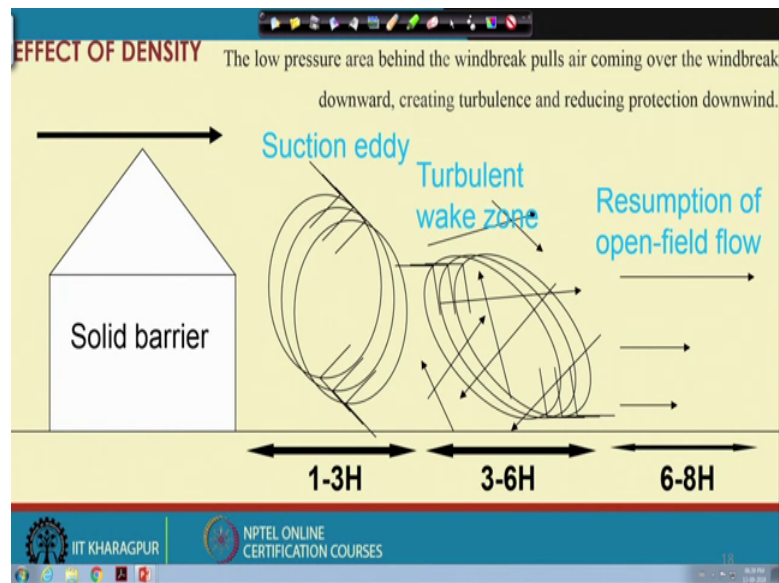 EFFECT OF DENSITY
The low pressure area behind the windbreak pulls air coming over the windbreak
downward, creating turbulence and reducing protection downwind.
Suction eddy
Turbulent
wake zone
Resumption of
open-field flow
Solid barrier
1-3H
3-6H
6-8H
IIT KHARAGPUR
NPTEL ONLINE
CERTIFICATION COURSES
18